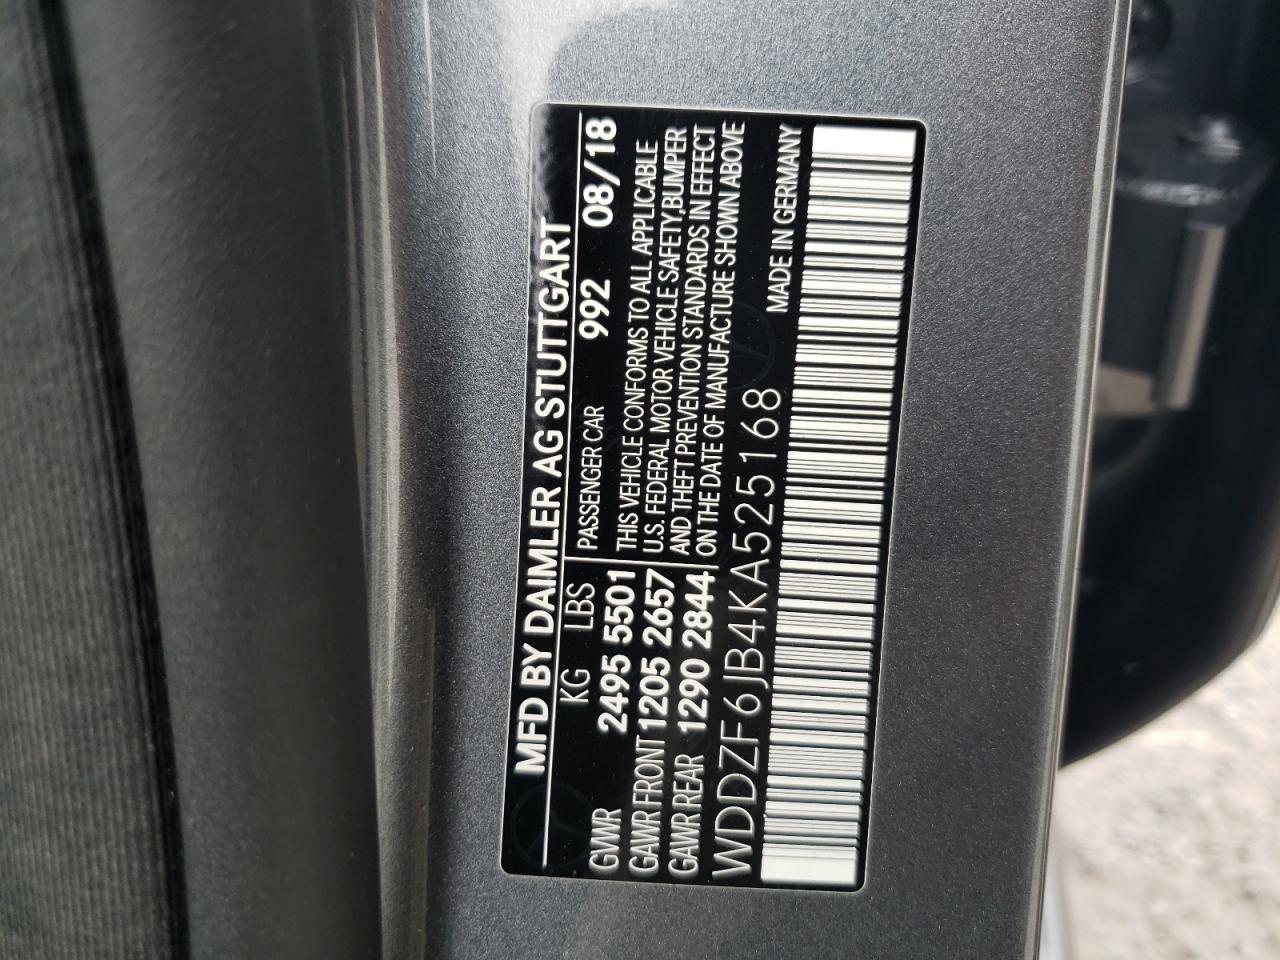 MFD BY DAIMLER AG STUTTGART
KG LBS PASSENGER CAR 992 08/18
GWR 2495 5501
GAWR FRONT 1205 2657
GAWR REAR 1290 2844
THIS VEHICLE CONFORMS TO ALL APPLICABLE
U.S. FEDERAL MOTOR VEHICLE SAFETY,BUMPER
AND THEFT PREVENTION STANDARDS IN EFFECT
ON THE DATE OF MANUFACTURE SHOWN ABOVE
WDDZF6JB4KA525168 MADE IN GERMANY